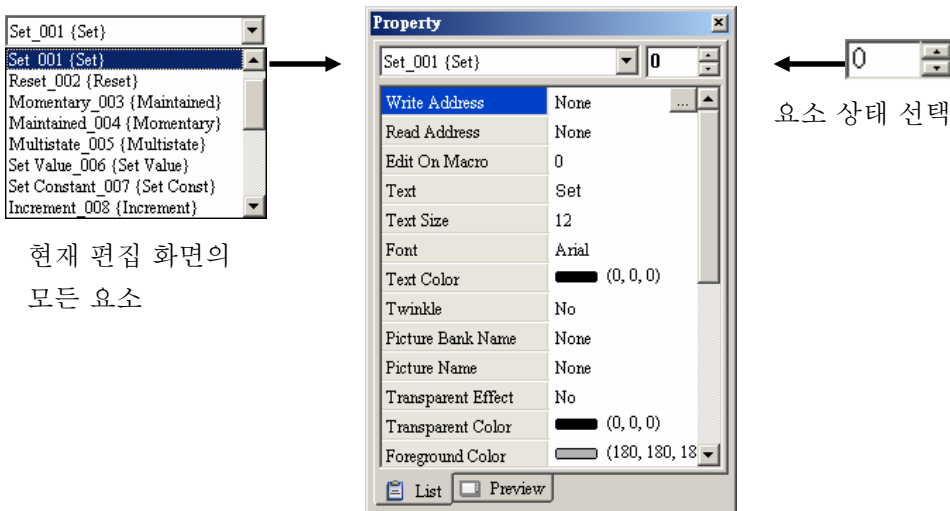 Set_001 {Set}
Set_001 {Set}
Reset_002 {Reset}
Momentary_003 {Maintained}
Maintained_004 {Momentary}
Multistate_005 {Multistate}
Set Value_006 {Set Value}
Set Constant_007 {Set Const}
Increment_008 {Increment}
현재 편집 화면의
모든 요소
Property
Set_001 {Set} 0
Write Address None ...
Read Address None
Edit On Macro 0
Text Set
Text Size 12
Font Arial
Text Color (0, 0, 0)
Twinkle No
Picture Bank Name None
Picture Name None
Transparent Effect No
Transparent Color (0, 0, 0)
Foreground Color (180, 180, 18
List Preview
0
요소 상태 선택